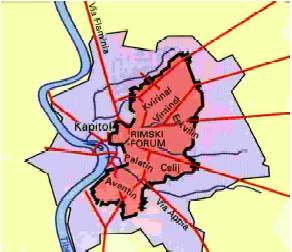 Via Flaminia
Kvirinal
Viminal
Kapitol
Eskvilin
RIMSKI
FORUM
Palatin
Celij
Aventin
Via Appia